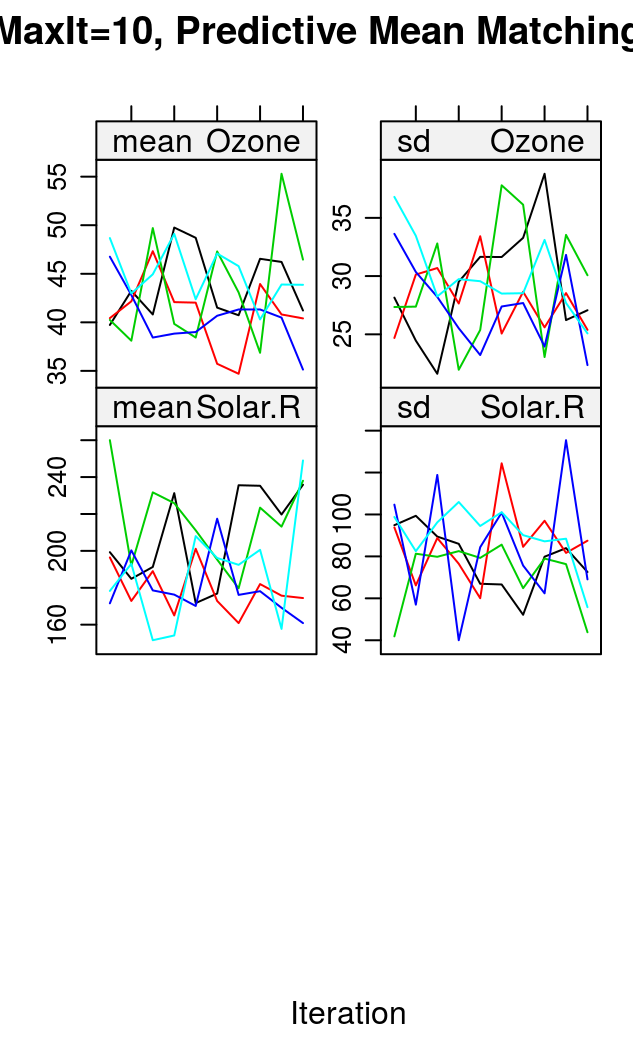 MaxIt=10, Predictive Mean Matching
mean Ozone
sd Ozone
55
50
45
40
35
35
30
25
mean Solar.R
sd Solar.R
240
200
160
100
80
60
40
Iteration